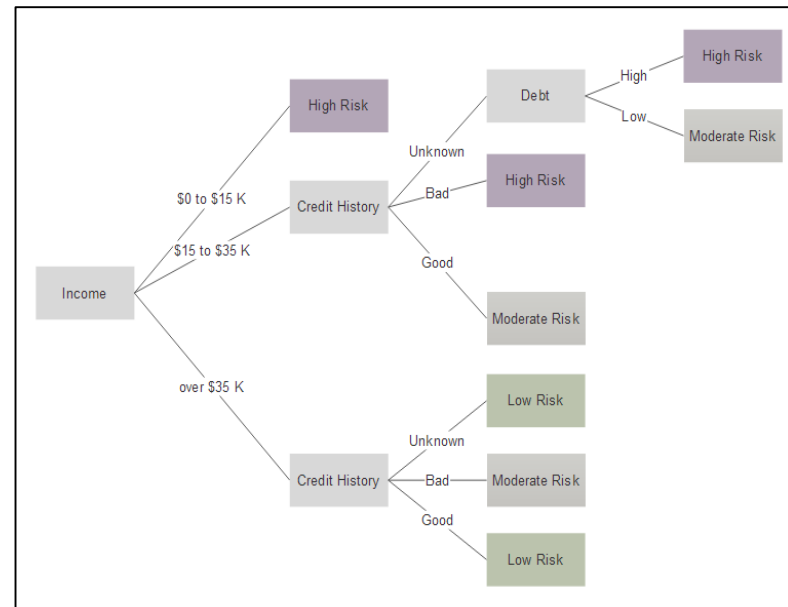 High Risk
High
Debt
High Risk
Low
Moderate Risk
Unknown
High Risk
Bad
$0 to $15 K
Credit History
$15 to $35 K
Good
Income
Moderate Risk
over $35 K
Low Risk
Unknown
Credit History
Bad
Moderate Risk
Good
Low Risk